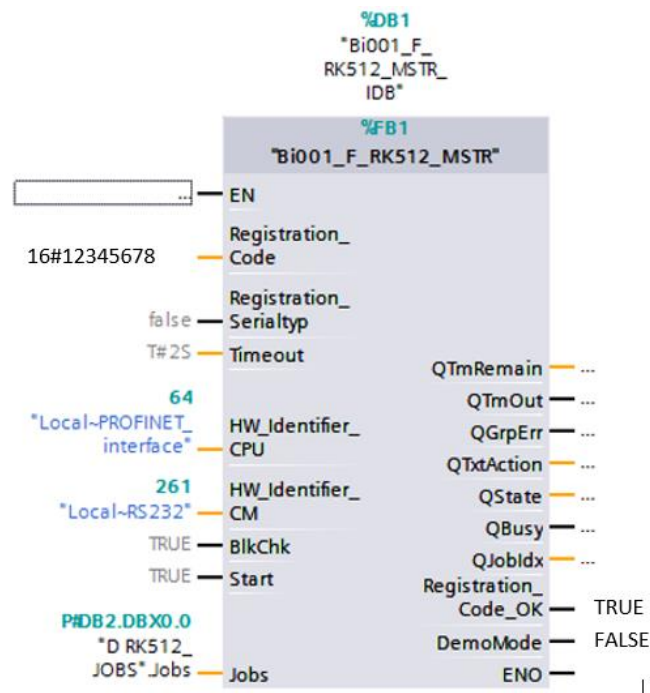 %DB1
"Bi001_F_
RK512_MSTR_
IDB"
%FB1
"Bi001_F_RK512_MSTR"
... EN
16#12345678
Registration_
Code
false
Registration_
Serialtyp
T#2S Timeout
QTmRemain ...
64
"Local~PROFINET_
interface"
HW_Identifier_
CPU
QTmOut ...
QGrpErr ...
QTxtAction ...
261
"Local~RS232"
HW_Identifier_
CM
QState ...
QBusy ...
TRUE BlkChk
QJobIdx ...
TRUE Start
Registration_
Code_OK TRUE
P#DB2.DBX0.0
"D RK512_
JOBS".Jobs Jobs
DemoMode FALSE
ENO